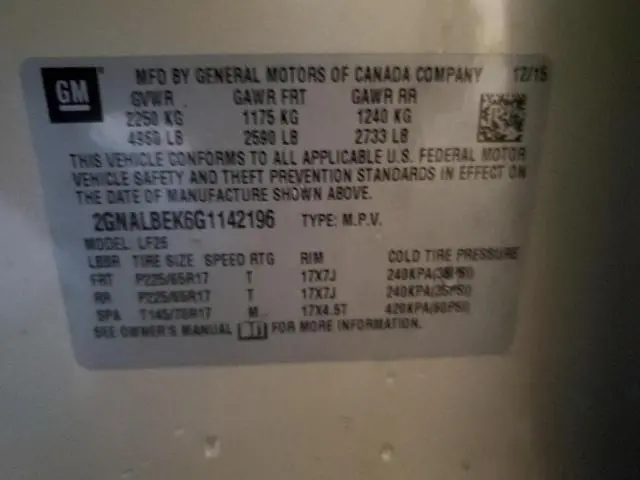 GM MFD BY GENERAL MOTORS OF CANADA COMPANY 12/15
GVWR GAWR FRT GAWR RR
2250 KG 1175 KG 1240 KG
4960 LB 2590 LB 2733 LB
THIS VEHICLE CONFORMS TO ALL APPLICABLE U.S. FEDERAL MOTOR
VEHICLE SAFETY AND THEFT PREVENTION STANDARDS IN EFFECT ON
THE DATE OF MANUFACTURE SHOWN ABOVE.
2GNALBEK6G1142196 TYPE: M.P.V.
MODEL: LF26
TIRE SIZE SPEED RTG RIM COLD TIRE PRESSURE
FRT P225/65R17 T 17X7J 240KPA(35PSI)
RR P225/65R17 T 17X7J 240KPA(35PSI)
SPA T145/70R17 M 17X4.5T 420KPA(60PSI)
SEE OWNER'S MANUAL FOR MORE INFORMATION.